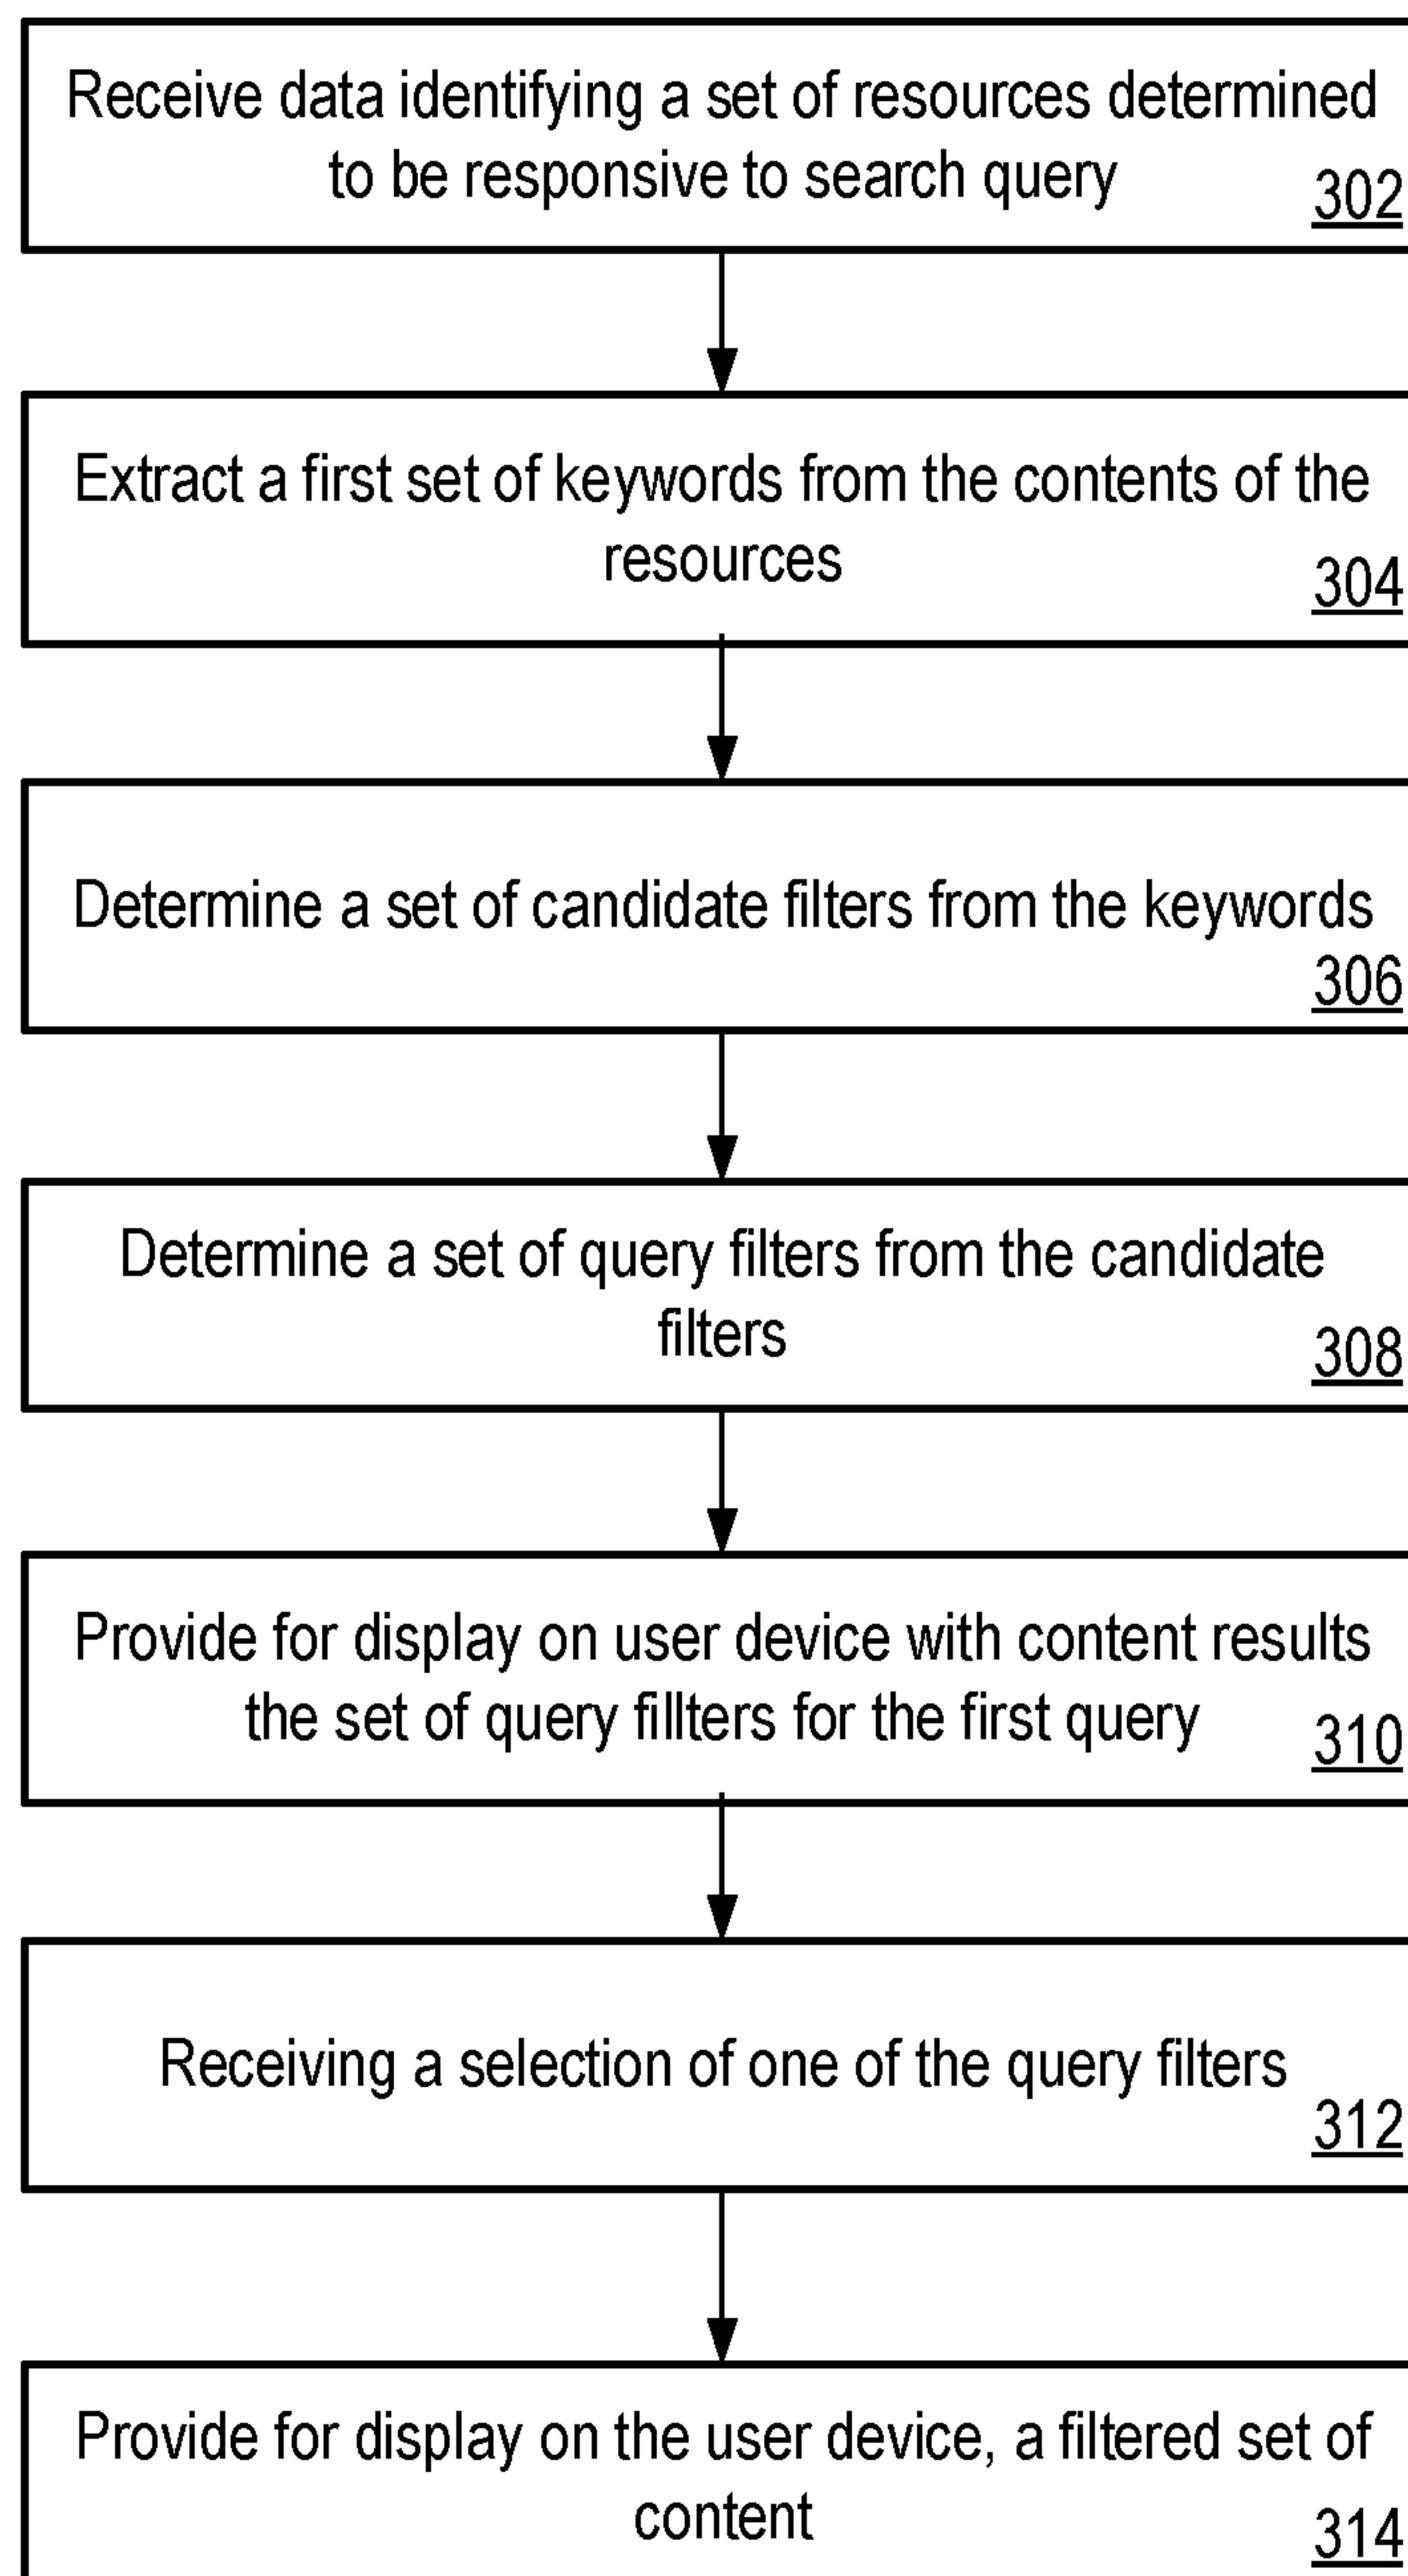 Receive data identifying a set of resources determined
to be responsive to search query
302
Extract a first set of keywords from the contents of the
resources
304
Determine a set of candidate filters from the keywords
306
Determine a set of query filters from the candidate
filters
308
Provide for display on user device with content results
the set of query fillters for the first query
310
Receiving a selection of one of the query filters
312
Provide for display on the user device, a filtered set of
content
314